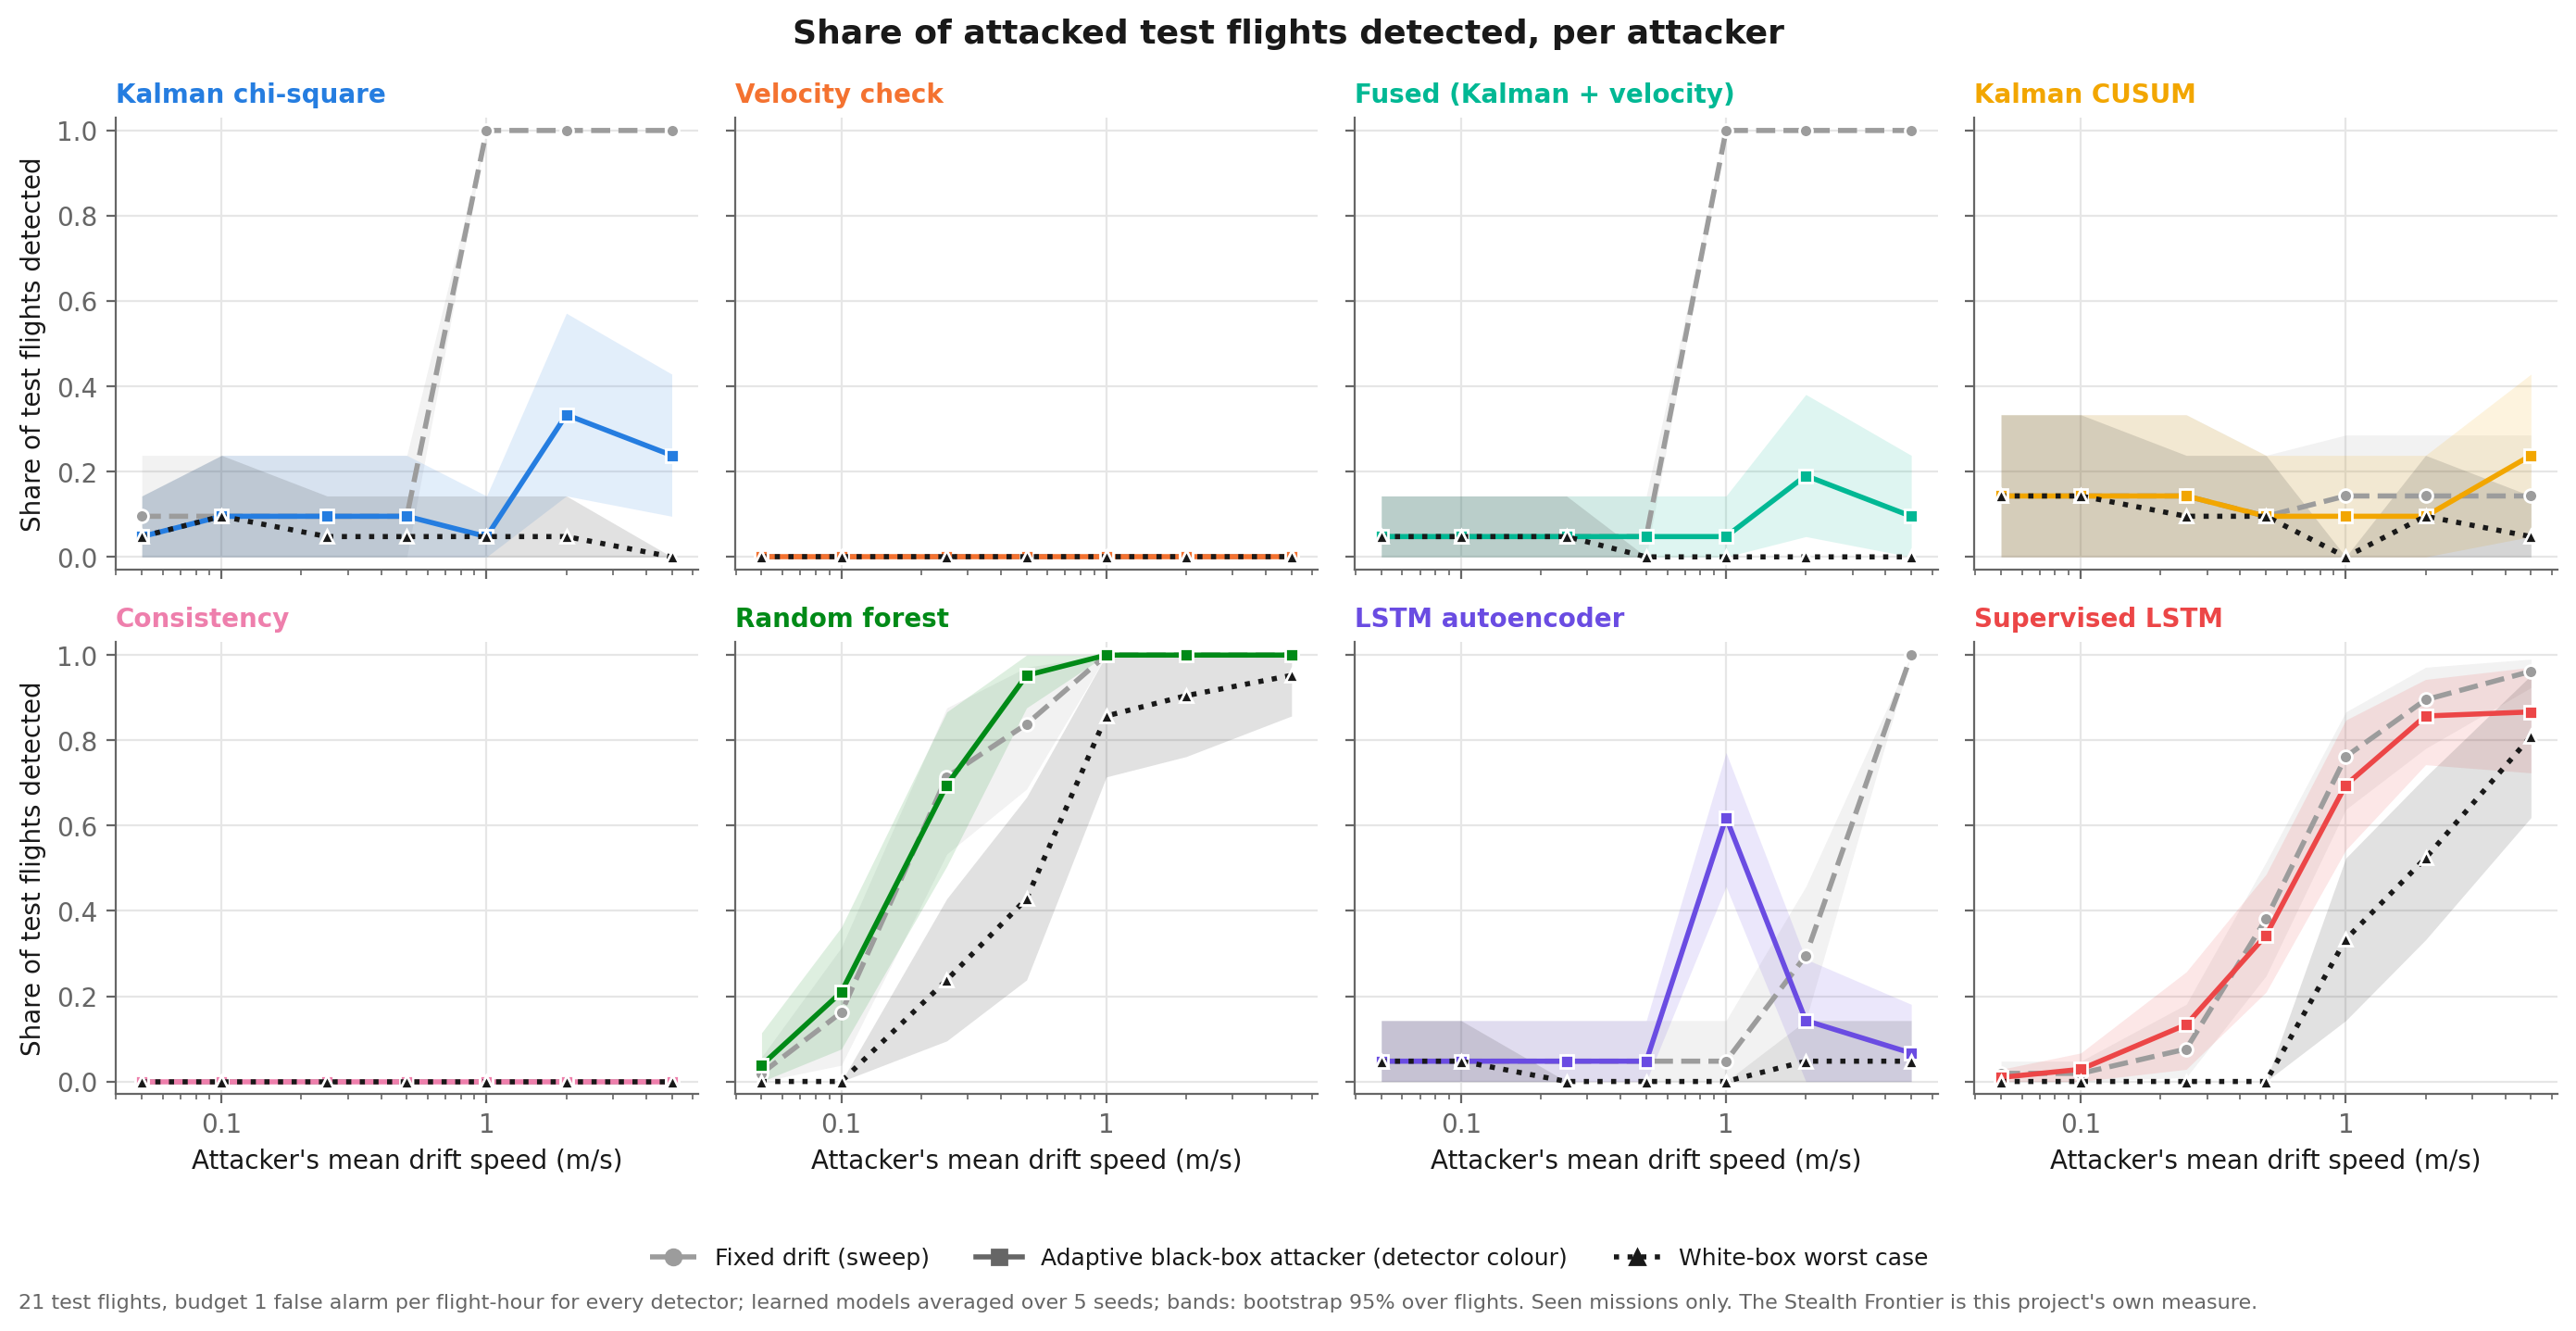 Share of attacked test flights detected, per attacker
Kalman chi-square
Velocity check
Fused (Kalman + velocity)
Kalman CUSUM
Share of test flights detected
1.0
0.8
0.6
0.4
0.2
0.0
Consistency
Random forest
LSTM autoencoder
Supervised LSTM
Share of test flights detected
1.0
0.8
0.6
0.4
0.2
0.0
0.1 1
0.1 1
0.1 1
0.1 1
Attacker's mean drift speed (m/s)
Attacker's mean drift speed (m/s)
Attacker's mean drift speed (m/s)
Attacker's mean drift speed (m/s)
Fixed drift (sweep)
Adaptive black-box attacker (detector colour)
White-box worst case
21 test flights, budget 1 false alarm per flight-hour for every detector; learned models averaged over 5 seeds; bands: bootstrap 95% over flights. Seen missions only. The Stealth Frontier is this project's own measure.